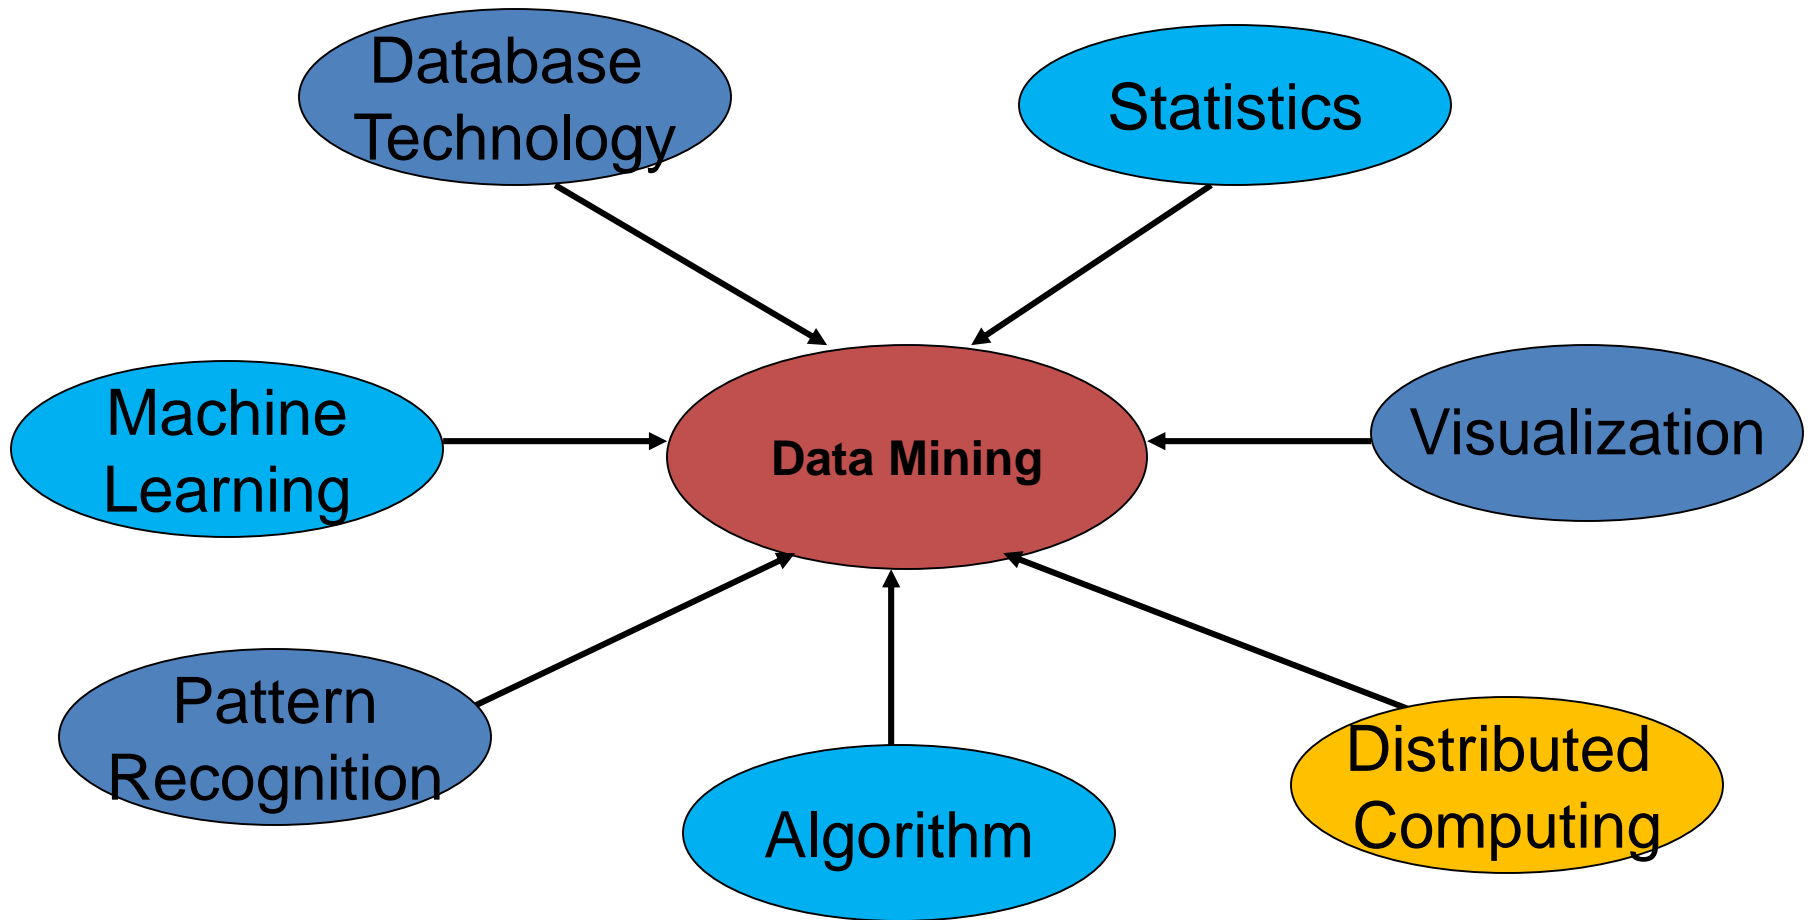 Database
Technology
Statistics
Machine
Learning
Data Mining
Visualization
Pattern
Recognition
Algorithm
Distributed
Computing